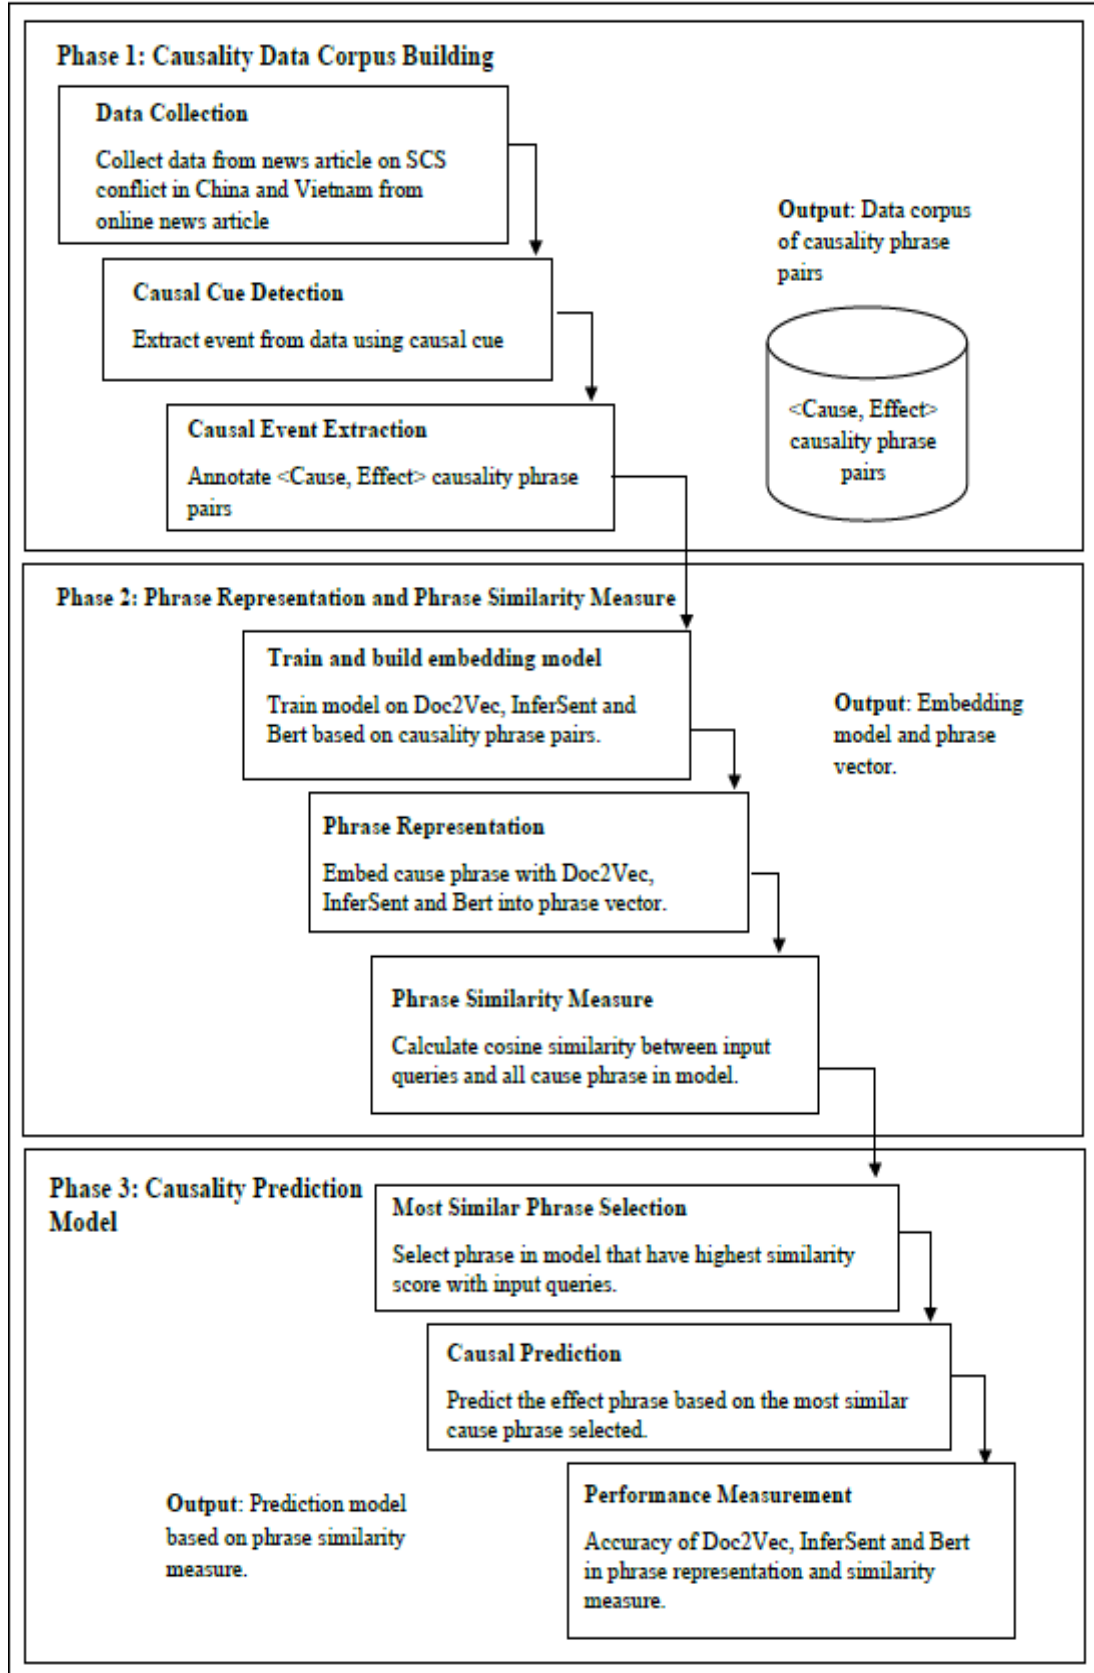 Phase 1: Causality Data Corpus Building
Data Collection
Collect data from news article on SCS
conflict in China and Vietnam from
online news article
Output: Data corpus
of causality phrase
pairs
Causal Cue Detection
Extract event from data using causal cue
<Cause, Effect>
causality phrase
pairs
Causal Event Extraction
Annotate <Cause, Effect> causality phrase
pairs
Phase 2: Phrase Representation and Phrase Similarity Measure
Train and build embedding model
Train model on Doc2Vec, InferSent and
Bert based on causality phrase pairs.
Output: Embedding
model and phrase
vector.
Phrase Representation
Embed cause phrase with Doc2Vec,
InferSent and Bert into phrase vector.
Phrase Similarity Measure
Calculate cosine similarity between input
queries and all cause phrase in model.
Phase 3: Causality Prediction
Model
Most Similar Phrase Selection
Select phrase in model that have highest similarity
score with input queries.
Causal Prediction
Predict the effect phrase based on the most similar
cause phrase selected.
Output: Prediction model
based on phrase similarity
measure.
Performance Measurement
Accuracy of Doc2Vec, InferSent and Bert
in phrase representation and similarity
measure.